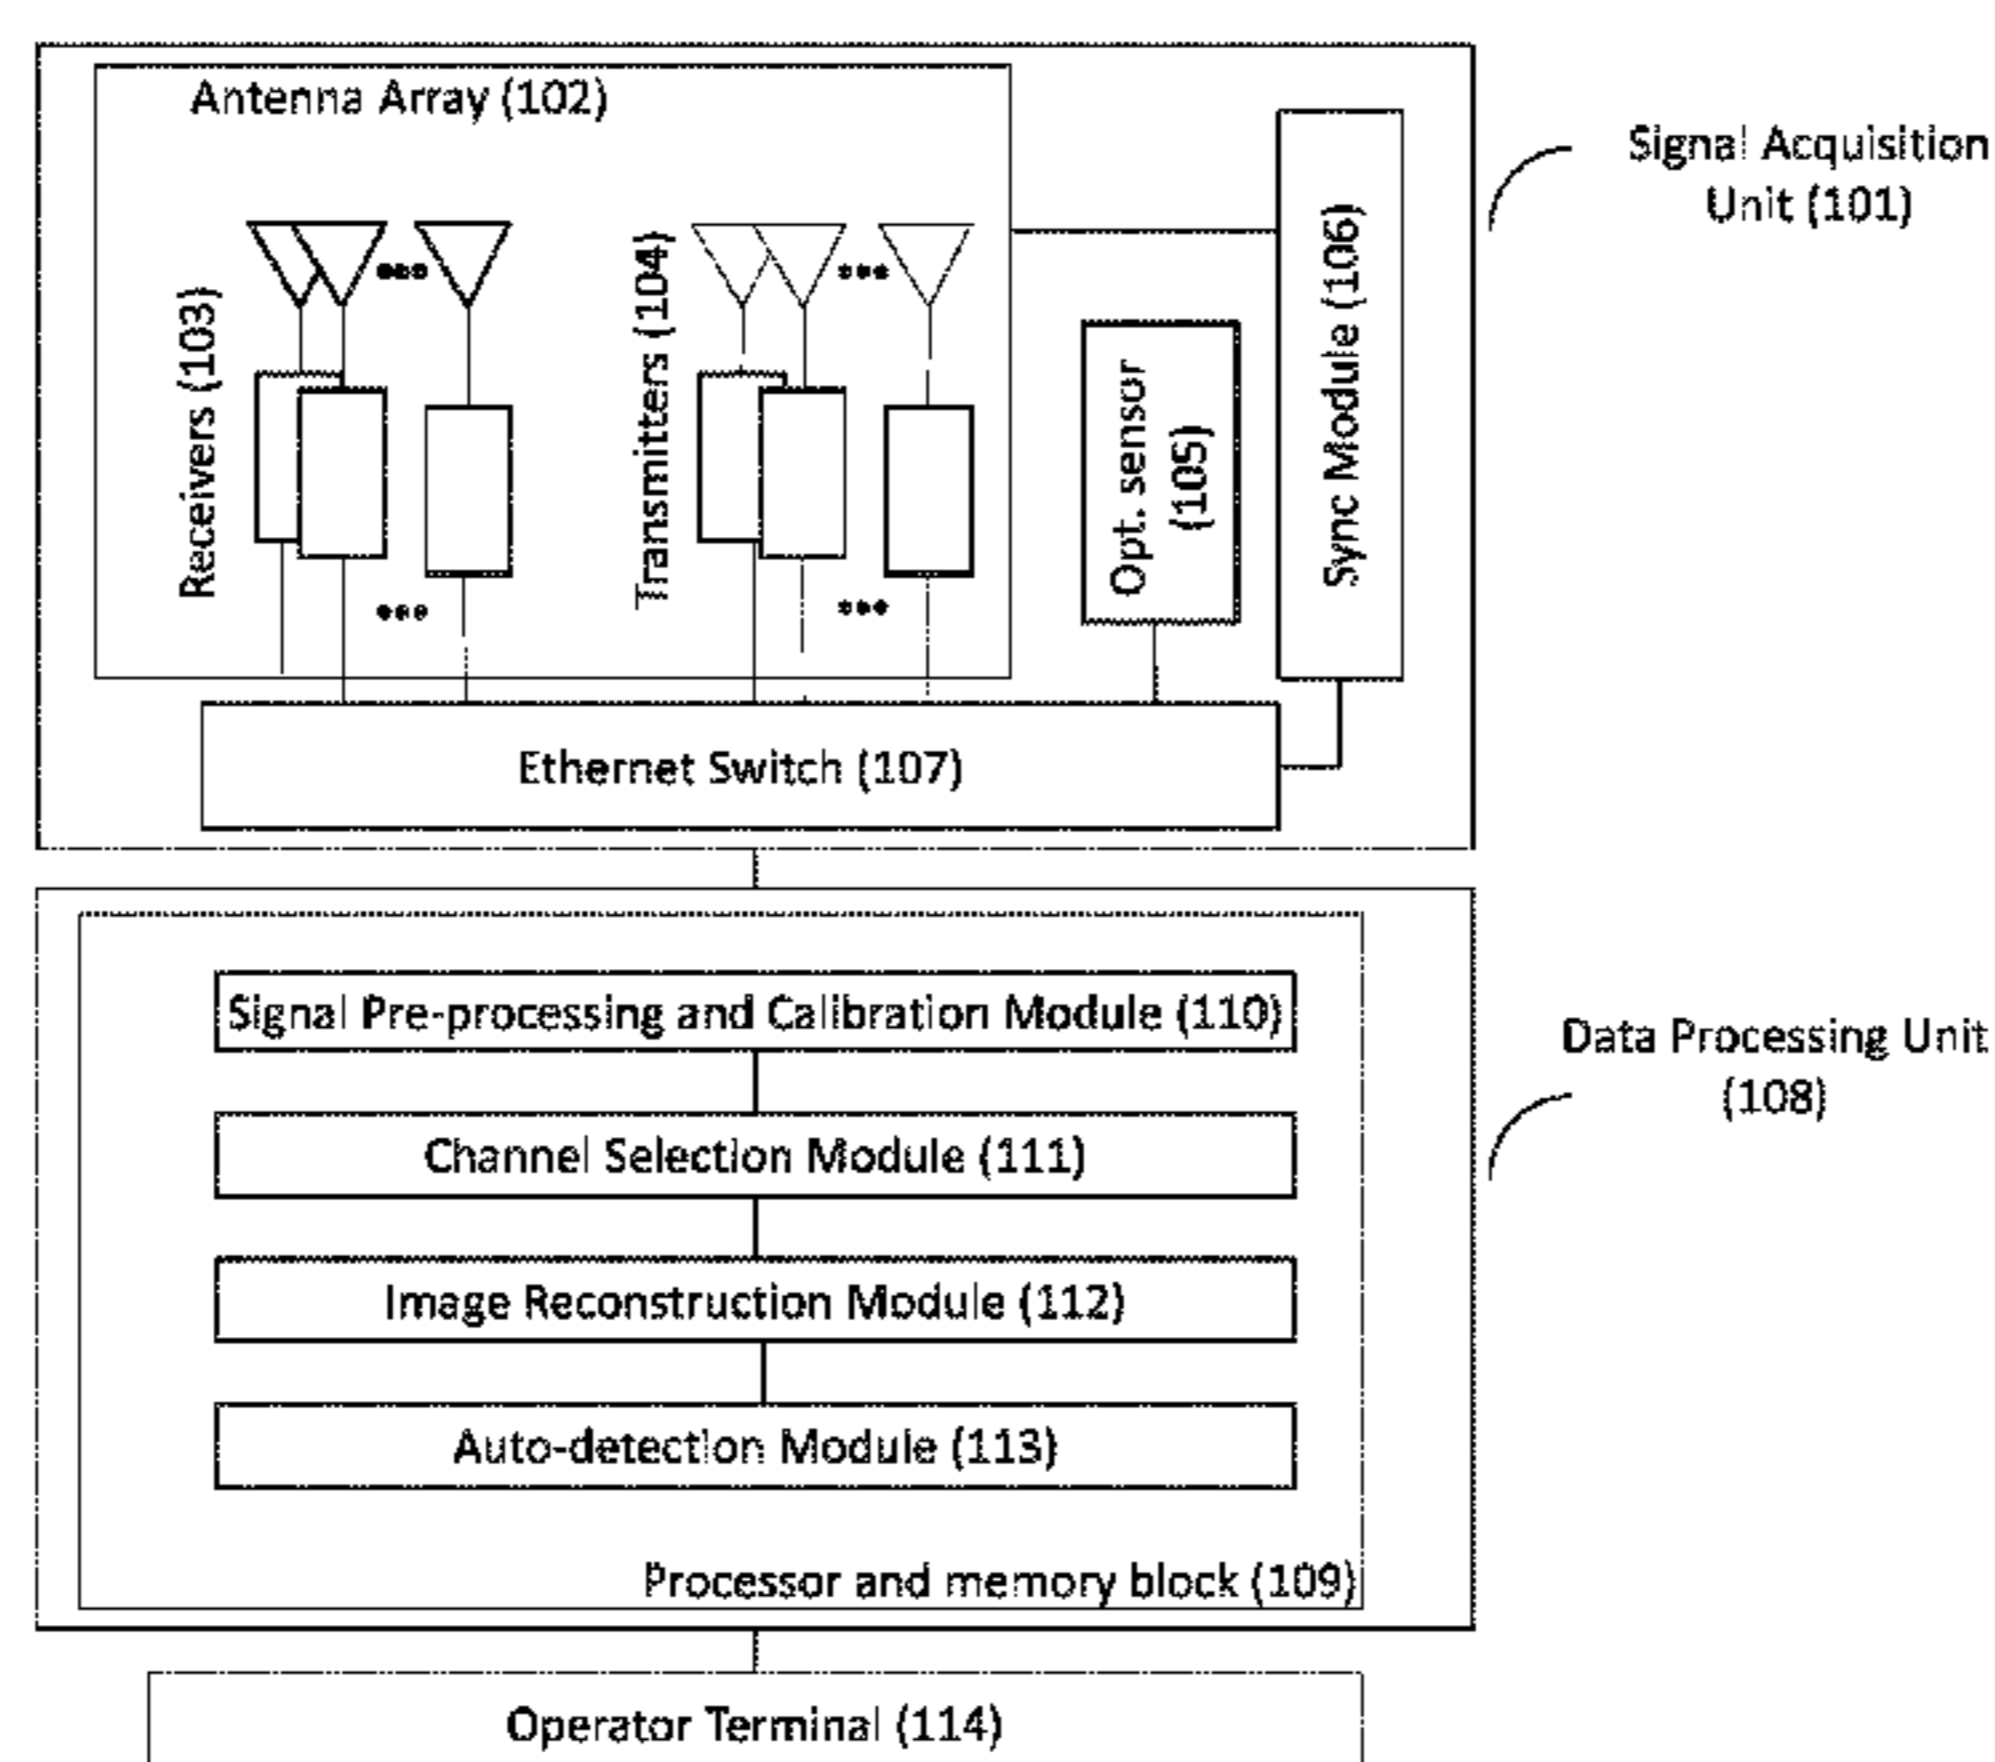 Antenna Array (102)
Receivers (103)
Transmitters (104)
Opt. sensor
(105)
Sync Module (106)
Signal Acquisition
Unit (101)
Ethernet Switch (107)
Signal Pre-processing and Calibration Module (110)
Channel Selection Module (111)
Image Reconstruction Module (112)
Auto-detection Module (113)
Processor and memory block (109)
Data Processing Unit
(108)
Operator Terminal (114)